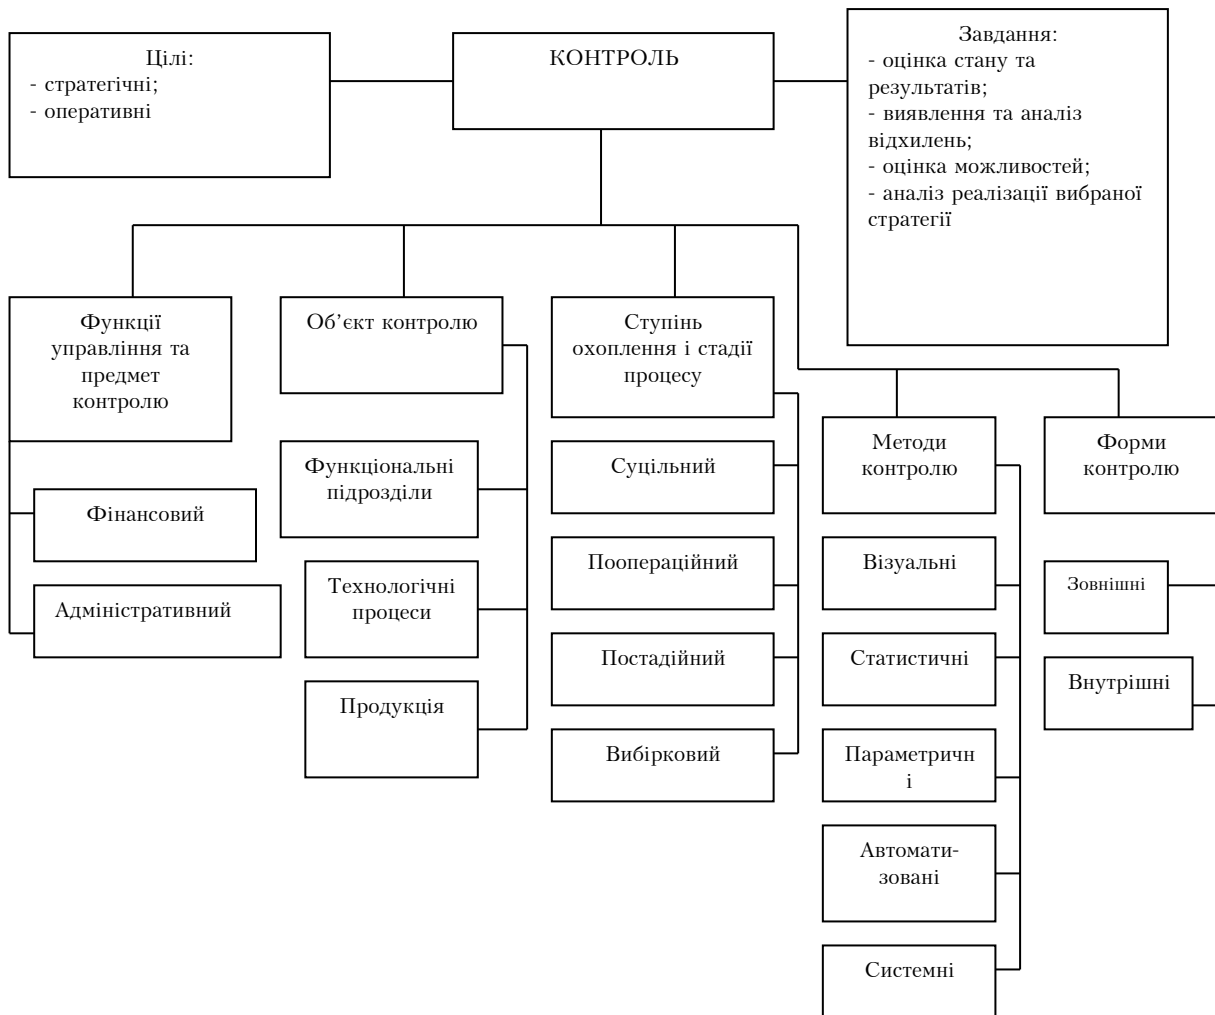 Цілі:
- стратегічні;
- оперативні
КОНТРОЛЬ
Завдання:
- оцінка стану та
результатів;
- виявлення та аналіз
відхилень;
- оцінка можливостей;
- аналіз реалізації вибраної
стратегії
Функції
управління та
предмет
контролю
Фінансовий
Адміністративний
Об’єкт контролю
Функціональні
підрозділи
Технологічні
процеси
Продукція
Ступінь
охоплення і стадії
процесу
Суцільний
Поопераційний
Постадійний
Вибірковий
Методи
контролю
Візуальні
Статистичні
Параметричн
і
Автомати-
зовані
Системні
Форми
контролю
Зовнішні
Внутрішні